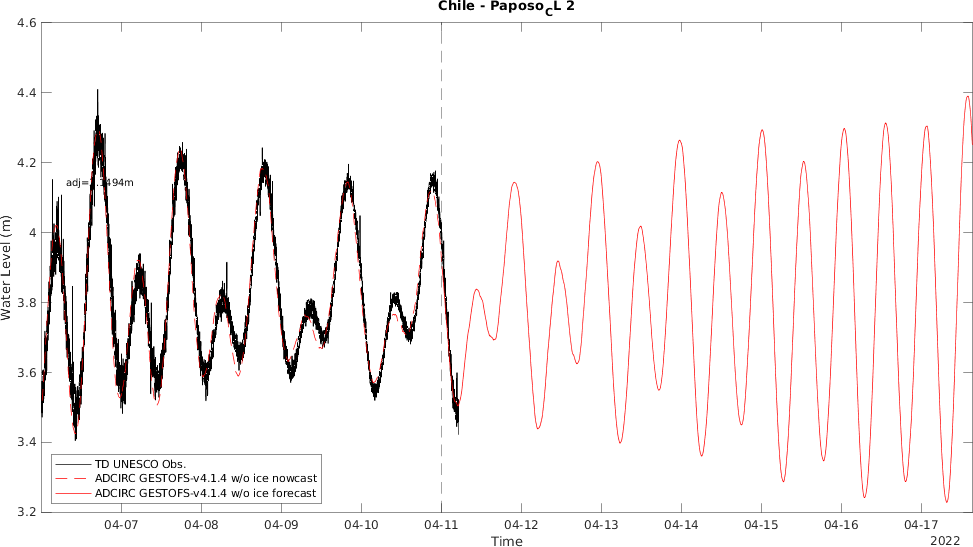 Chile - PaposoCL 2
4.6
4.4
4.2
4
3.8
3.6
3.4
3.2
Water Level (m)
TD UNESCO Obs.
ADCIRC GESTOFS-v4.1.4 w/o ice nowcast
ADCIRC GESTOFS-v4.1.4 w/o ice forecast
04-07 04-08 04-09 04-10 04-11 04-12 04-13 04-14 04-15 04-16 04-17
Time
2022